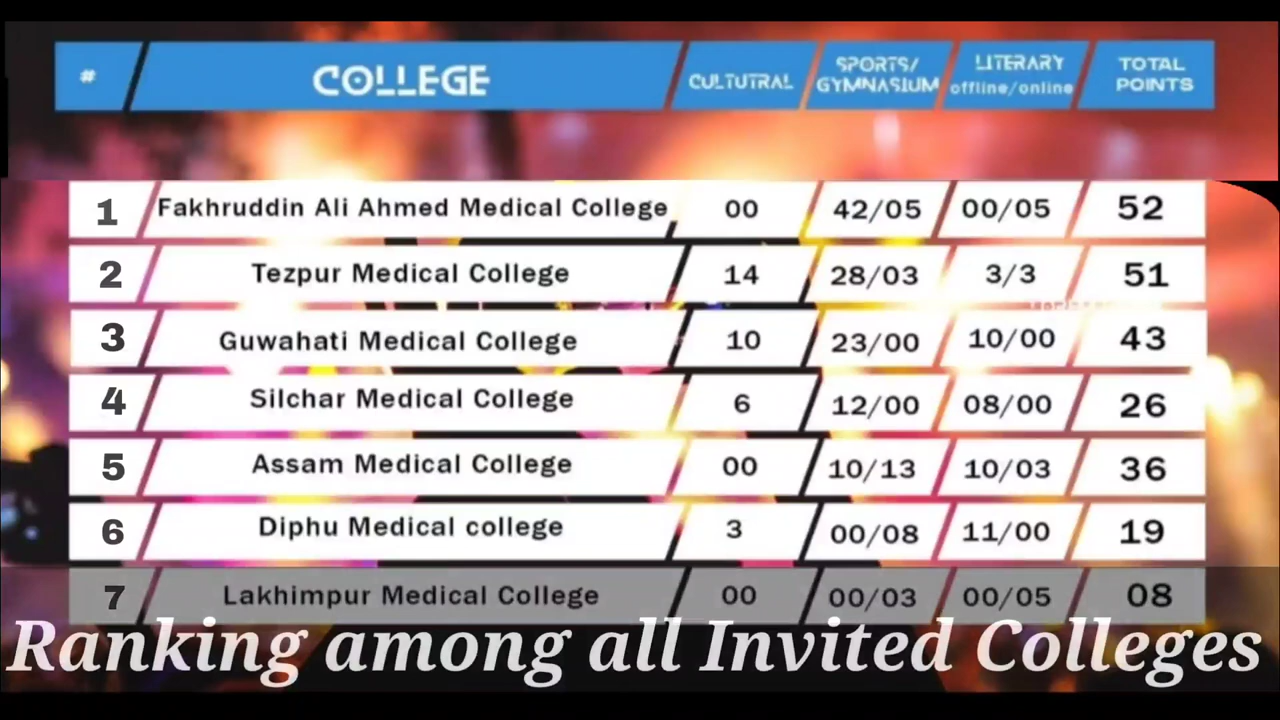 # COLLEGE CULTUTRAL SPORTS/ GYMNASIUM LITERARY offline/online TOTAL POINTS
1 Fakhruddin Ali Ahmed Medical College 00 42/05 00/05 52
2 Tezpur Medical College 14 28/03 3/3 51
3 Guwahati Medical College 10 23/00 10/00 43
4 Silchar Medical College 6 12/00 08/00 26
5 Assam Medical College 00 10/13 10/03 36
6 Diphu Medical college 3 00/08 11/00 19
7 Lakhimpur Medical College 00 00/03 00/05 08
Ranking among all Invited Colleges